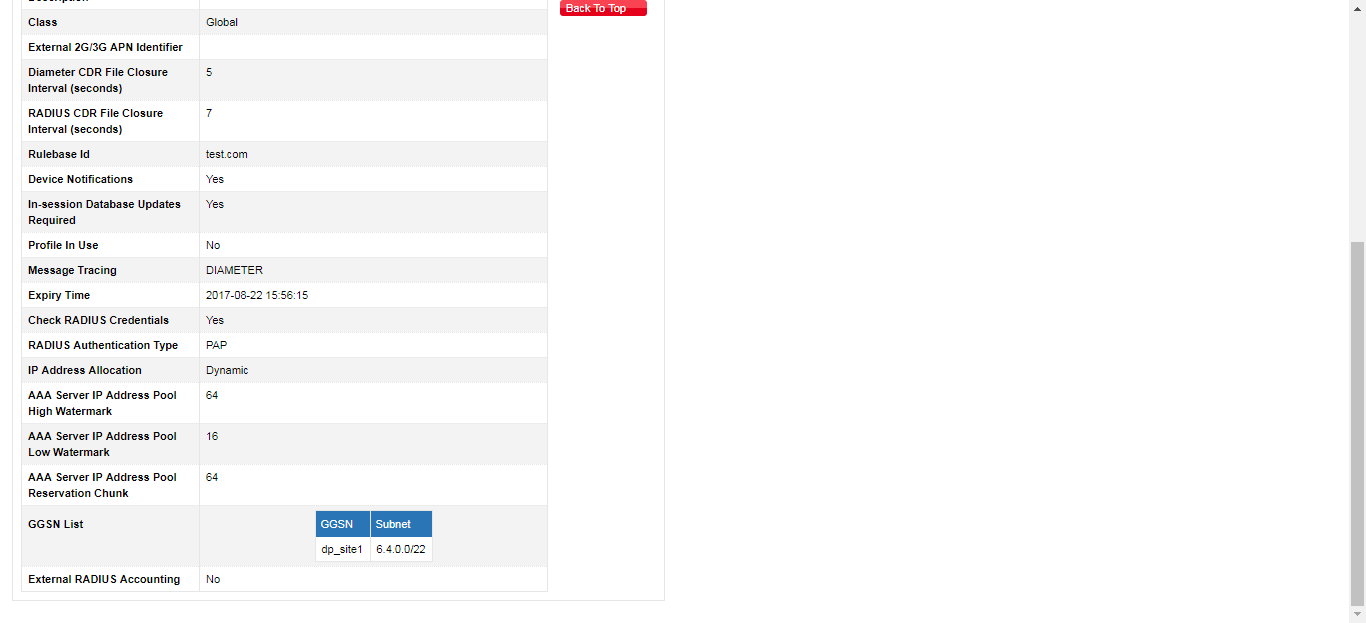 Description
Back To Top
Class Global
External 2G/3G APN Identifier
Diameter CDR File Closure 5
Interval (seconds)
RADIUS CDR File Closure 7
Interval (seconds)
Rulebase Id test.com
Device Notifications Yes
In-session Database Updates Yes
Required
Profile In Use No
Message Tracing DIAMETER
Expiry Time 2017-08-22 15:56:15
Check RADIUS Credentials Yes
RADIUS Authentication Type PAP
IP Address Allocation Dynamic
AAA Server IP Address Pool 64
High Watermark
AAA Server IP Address Pool 16
Low Watermark
AAA Server IP Address Pool 64
Reservation Chunk
GGSN List GGSN Subnet
dp_site1 6.4.0.0/22
External RADIUS Accounting No